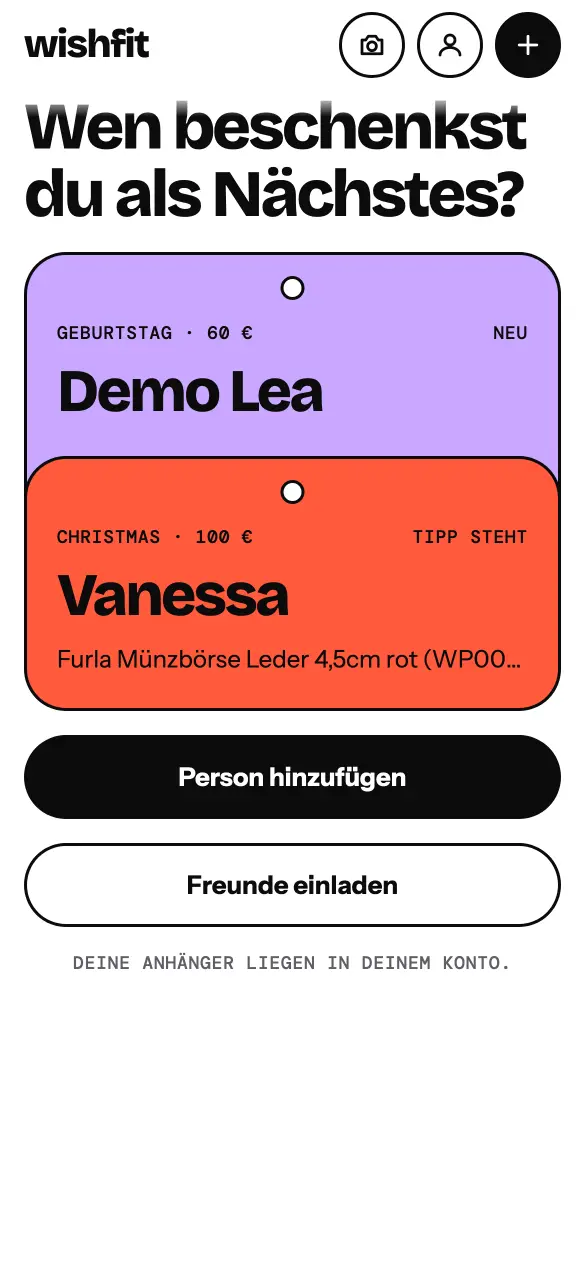 wishfit
Wen beschenkst
du als Nächstes?
GEBURTSTAG · 60 € NEU
Demo Lea
CHRISTMAS · 100 € TIPP STEHT
Vanessa
Furla Münzbörse Leder 4,5cm rot (WP00...
Person hinzufügen
Freunde einladen
DEINE ANHÄNGER LIEGEN IN DEINEM KONTO.